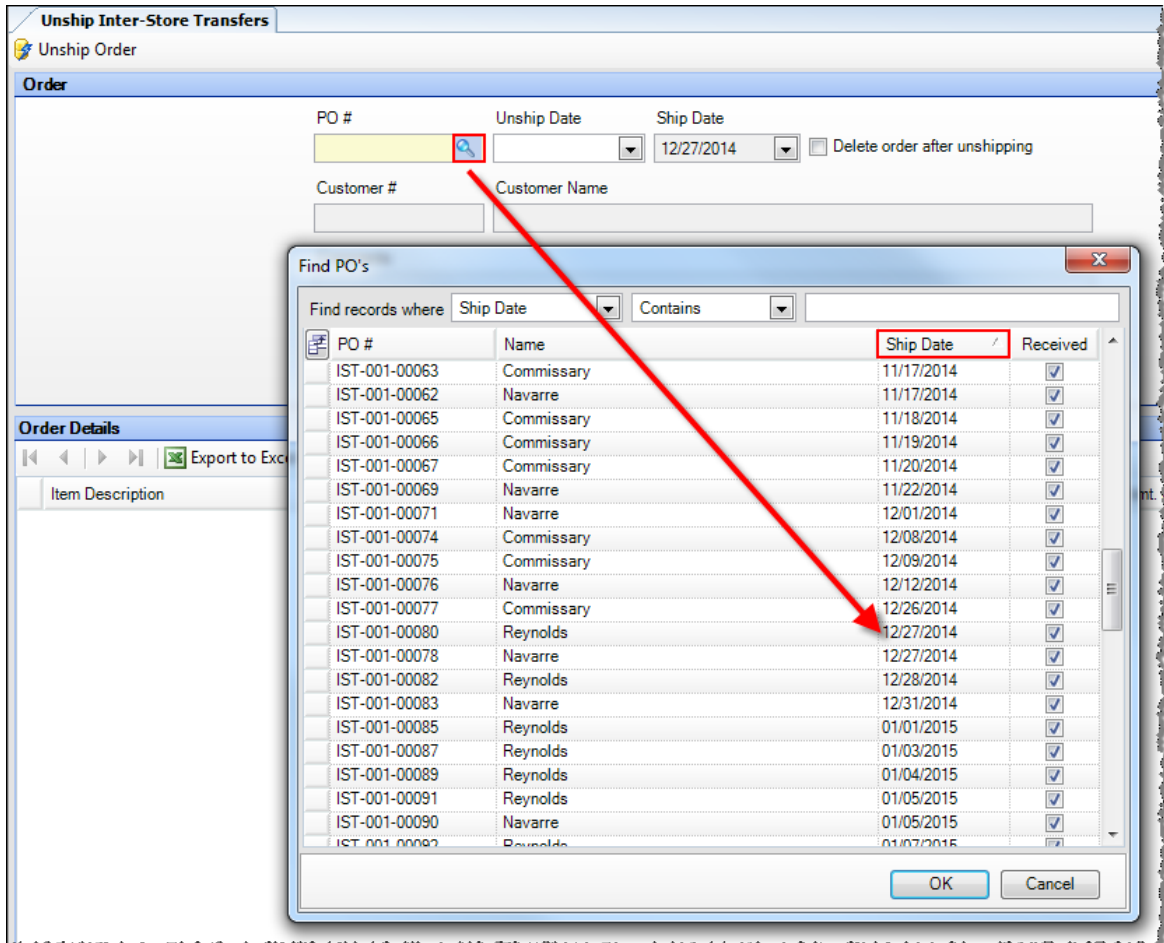 Unship Inter-Store Transfers
Unship Order
Order
PO # Unship Date Ship Date
12/27/2014 Delete order after unshipping
Customer # Customer Name
Find PO's
Find records where Ship Date Contains
PO # Name Ship Date Received
IST-001-00063 Commissary 11/17/2014
IST-001-00062 Navarre 11/17/2014
IST-001-00065 Commissary 11/18/2014
IST-001-00066 Commissary 11/19/2014
IST-001-00067 Commissary 11/20/2014
IST-001-00069 Navarre 11/22/2014
IST-001-00071 Navarre 12/01/2014
IST-001-00074 Commissary 12/08/2014
IST-001-00075 Commissary 12/09/2014
IST-001-00076 Navarre 12/12/2014
IST-001-00077 Commissary 12/26/2014
IST-001-00080 Reynolds 12/27/2014
IST-001-00078 Navarre 12/27/2014
IST-001-00082 Reynolds 12/28/2014
IST-001-00083 Navarre 12/31/2014
IST-001-00085 Reynolds 01/01/2015
IST-001-00087 Reynolds 01/03/2015
IST-001-00089 Reynolds 01/04/2015
IST-001-00091 Reynolds 01/05/2015
IST-001-00090 Navarre 01/05/2015
IST-001-00092 Reynolds 01/07/2015
OK Cancel
Order Details
Export to Exc
Item Description mt.